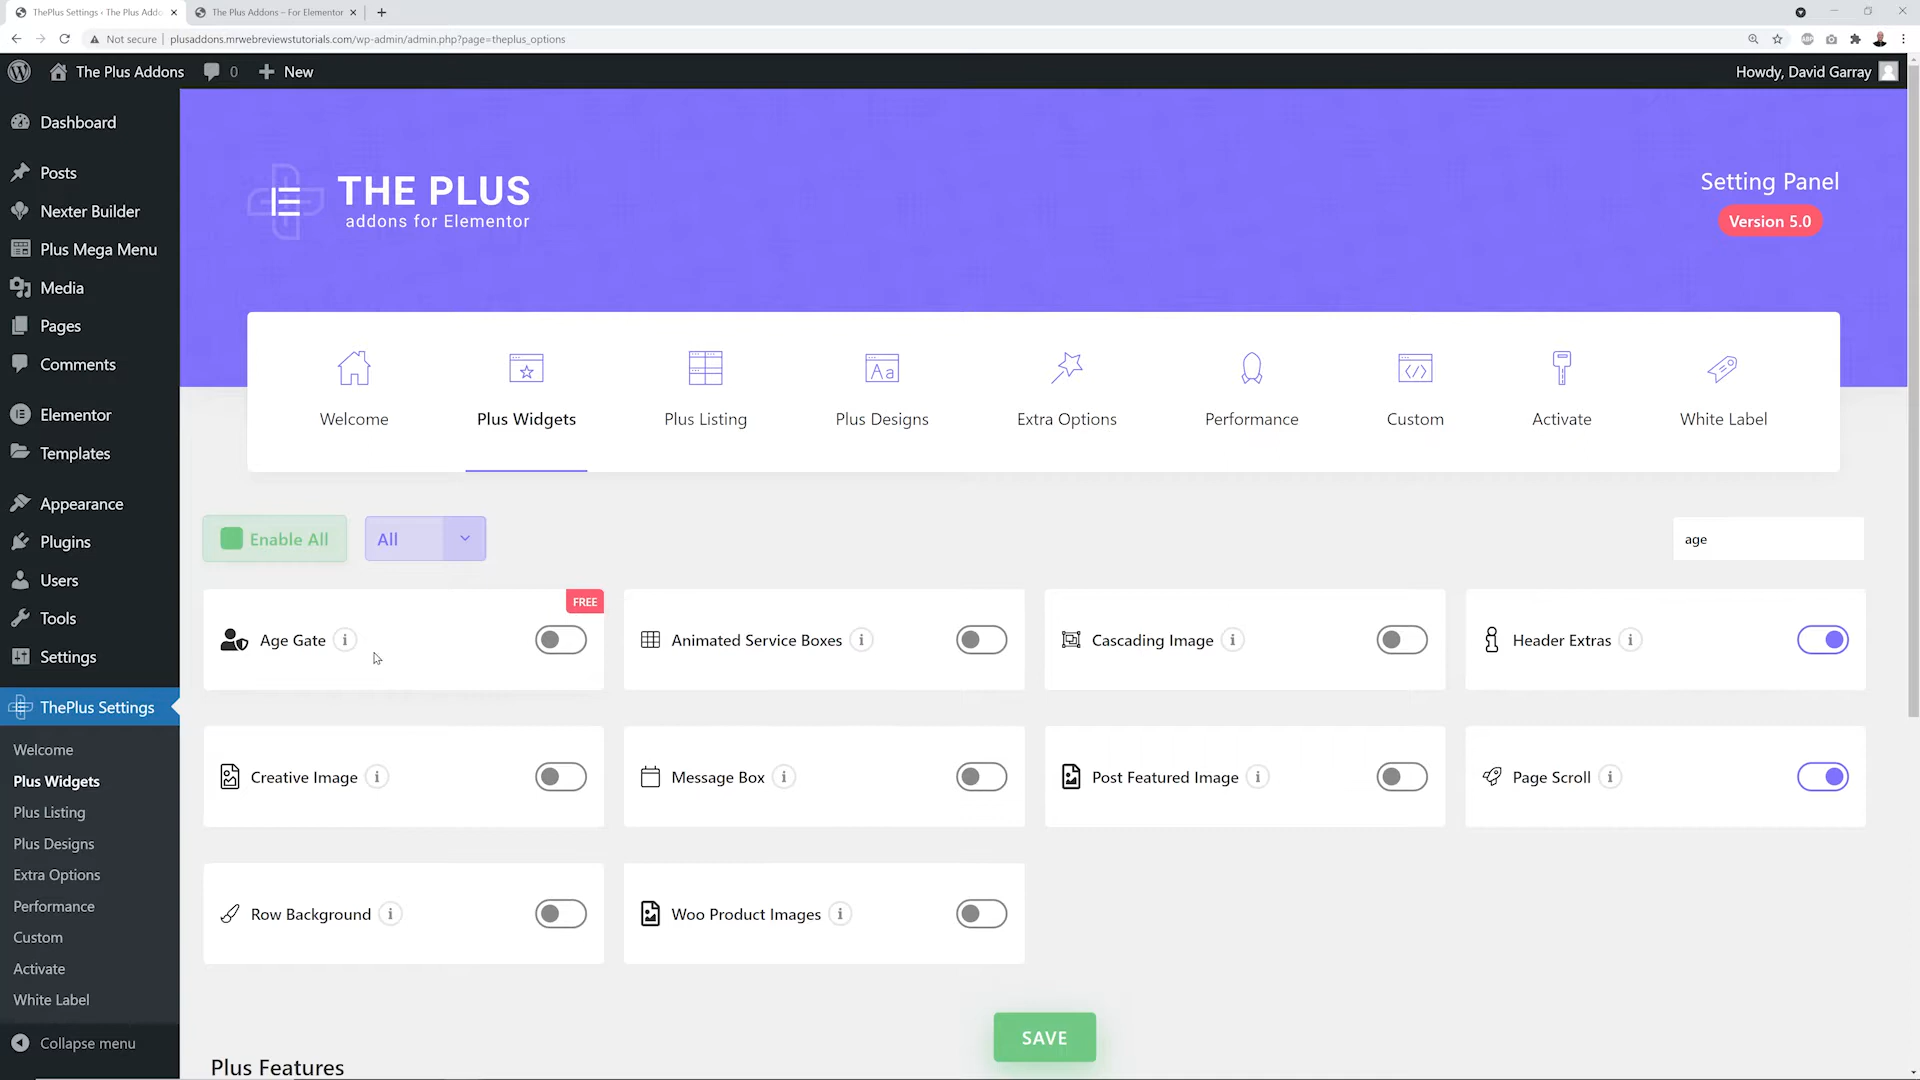 ThePlus Settings ‹ The Plus Addo
The Plus Addons – For Elementor
Not secure
plusaddons.mrwebreviewstutorials.com/wp-admin/admin.php?page=theplus_options
The Plus Addons
0
New
Howdy, David Garray
Dashboard
Posts
Nexter Builder
Plus Mega Menu
Media
Pages
Comments
Elementor
Templates
Appearance
Plugins
Users
Tools
Settings
ThePlus Settings
Welcome
Plus Widgets
Plus Listing
Plus Designs
Extra Options
Performance
Custom
Activate
White Label
Collapse menu
THE PLUS
addons for Elementor
Setting Panel
Version 5.0
Welcome
Plus Widgets
Plus Listing
Aa
Plus Designs
Extra Options
Performance
</>
Custom
Activate
White Label
Enable All
All
age
FREE
Age Gate i
Animated Service Boxes i
Cascading Image i
Header Extras i
Creative Image i
Message Box i
Post Featured Image i
Page Scroll i
Row Background i
Woo Product Images i
SAVE
Plus Features